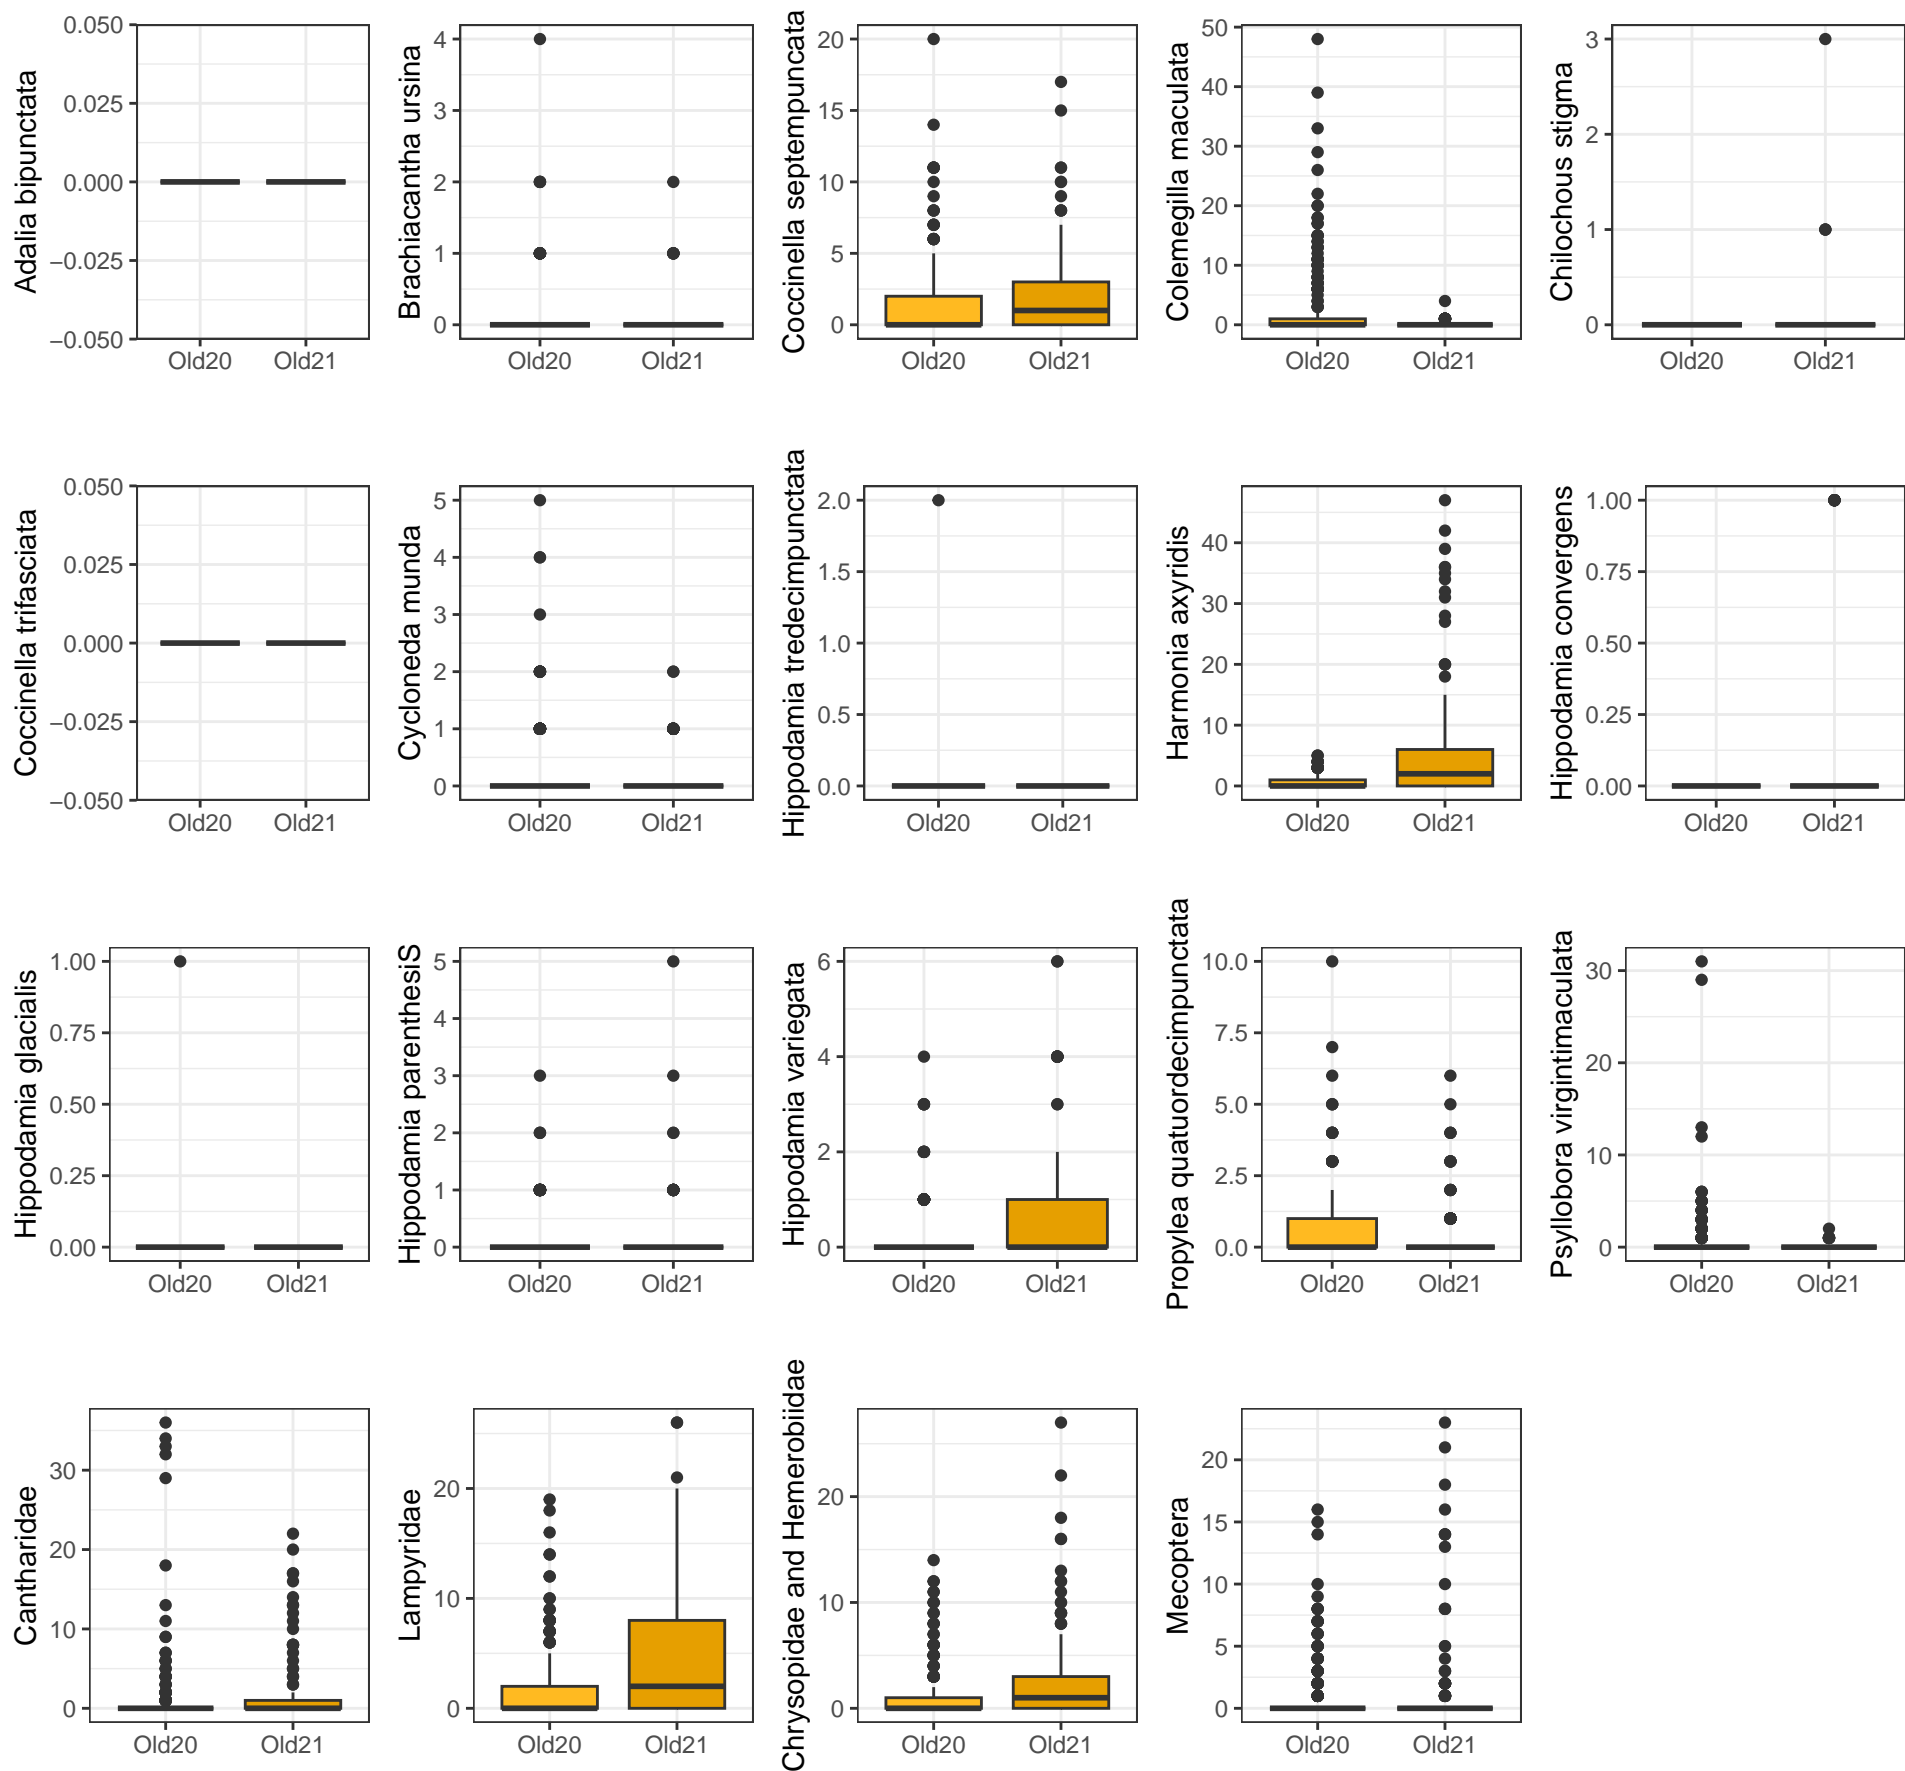 Adalia bipunctata
0.050
0.025
0.000
−0.025
−0.050
Old20 Old21
Brachiacantha ursina
4
3
2
1
0
Old20 Old21
Coccinella septempuncata
20
15
10
5
0
Old20 Old21
Colemegilla maculata
50
40
30
20
10
0
Old20 Old21
Chilochous stigma
3
2
1
0
Old20 Old21
Coccinella trifasciata
0.050
0.025
0.000
−0.025
−0.050
Old20 Old21
Cycloneda munda
5
4
3
2
1
0
Old20 Old21
Hippodamia tredecimpunctata
2.0
1.5
1.0
0.5
0.0
Old20 Old21
Harmonia axyridis
40
30
20
10
0
Old20 Old21
Hippodamia convergens
1.00
0.75
0.50
0.25
0.00
Old20 Old21
Hippodamia glacialis
1.00
0.75
0.50
0.25
0.00
Old20 Old21
Hippodamia parenthesiS
5
4
3
2
1
0
Old20 Old21
Hippodamia variegata
6
4
2
0
Old20 Old21
Propylea quatuordecimpunctata
10.0
7.5
5.0
2.5
0.0
Old20 Old21
Psyllobora virgintimaculata
30
20
10
0
Old20 Old21
Cantharidae
30
20
10
0
Old20 Old21
Lampyridae
20
10
0
Old20 Old21
Chrysopidae and Hemerobiidae
20
10
0
Old20 Old21
Mecoptera
20
15
10
5
0
Old20 Old21